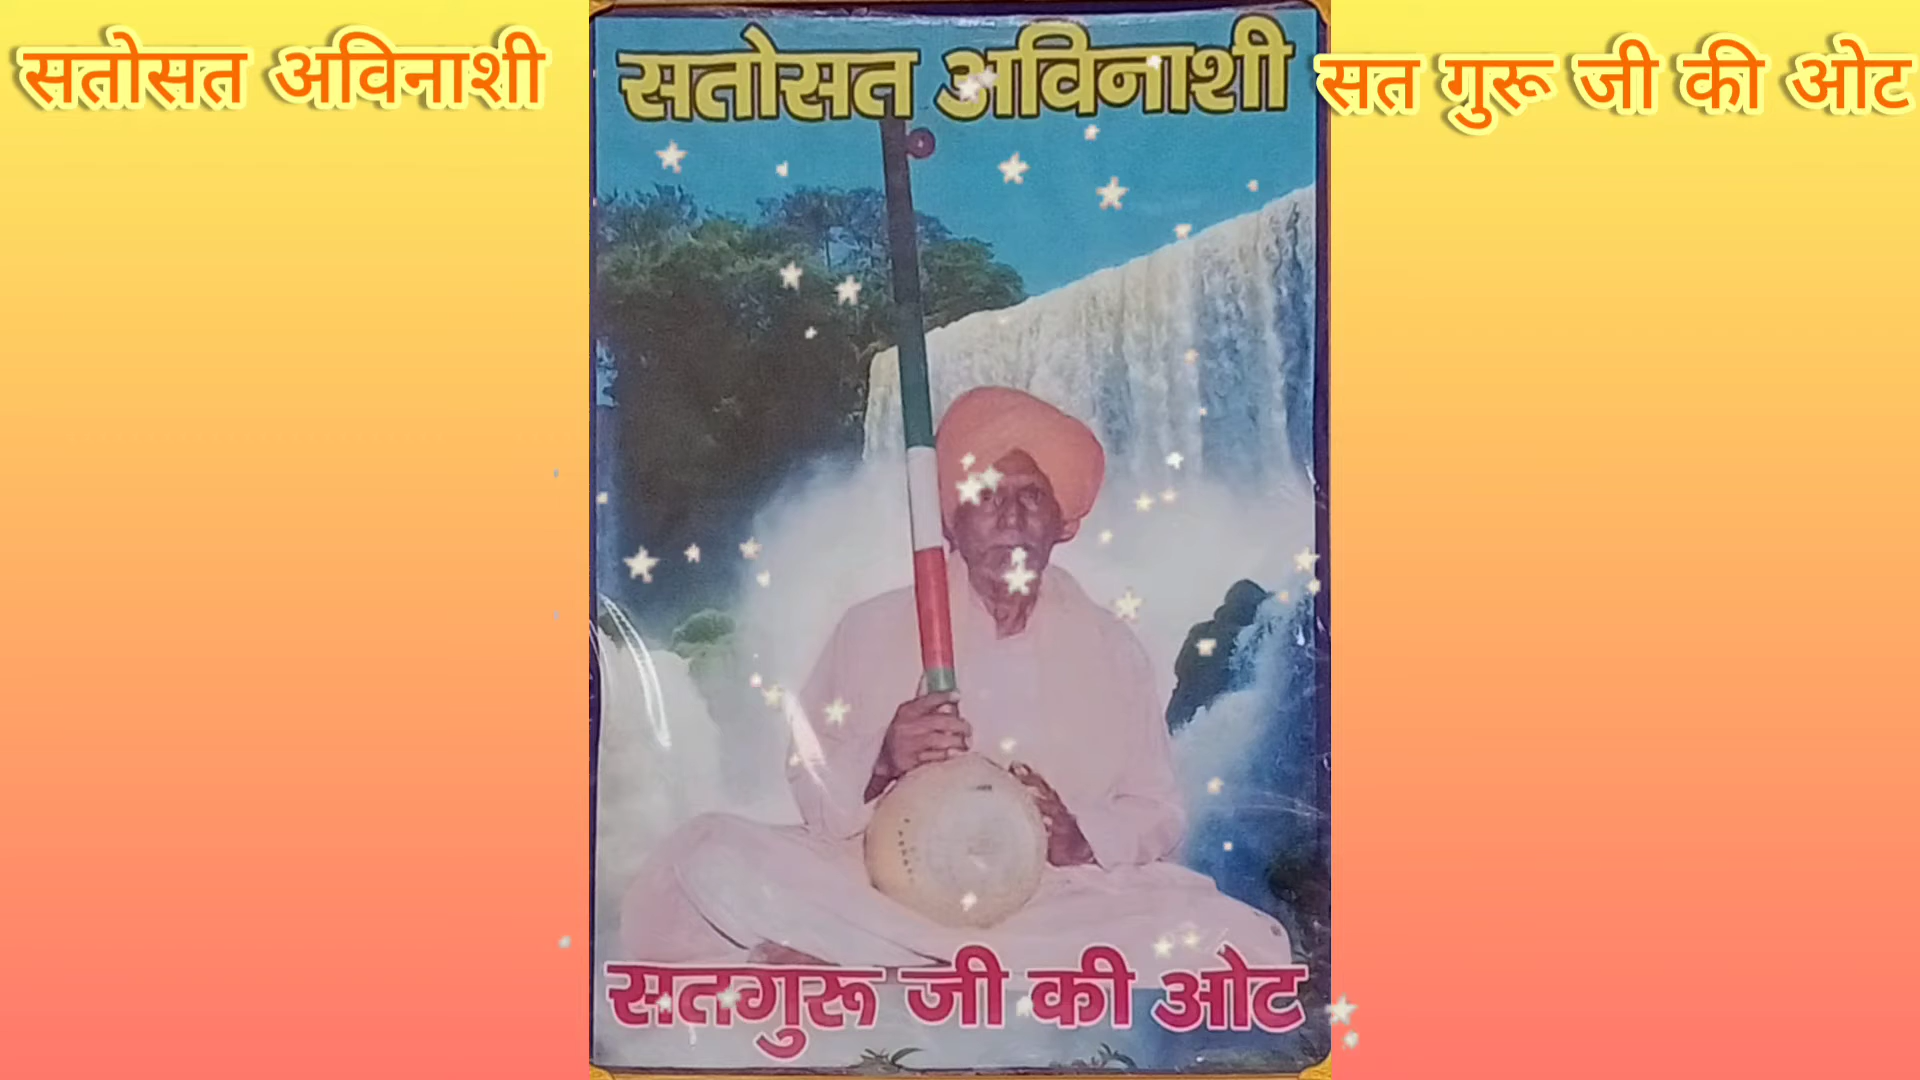 सतोसत अविनाशी
सतोसत अविनाशी
सत गुरू जी की ओट
सतगुरू जी की ओट